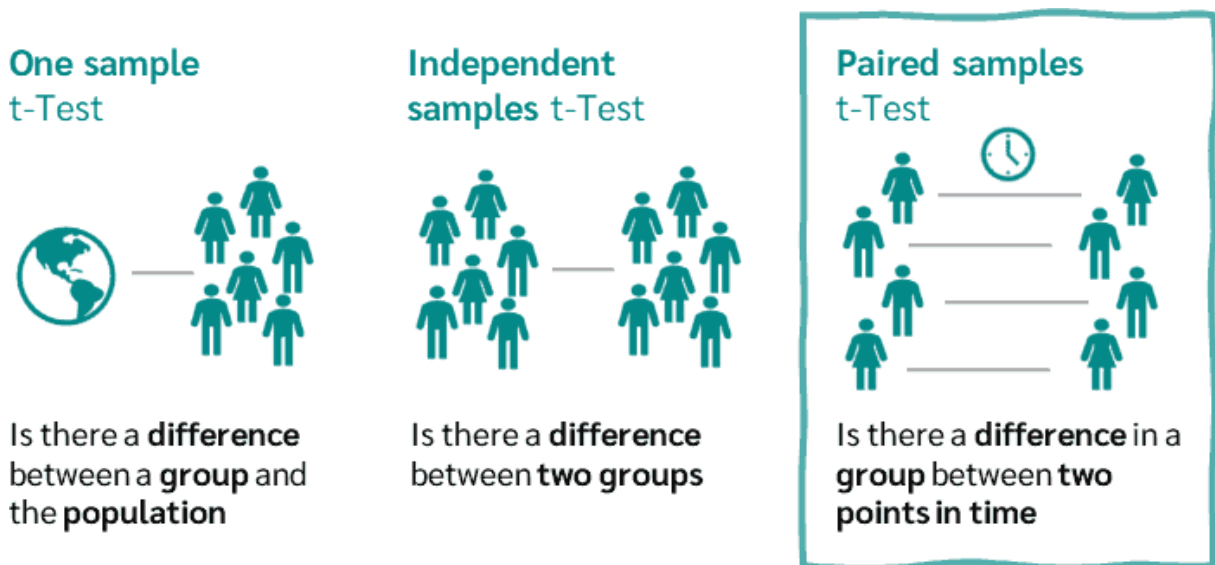 One sample
t-Test
Is there a difference
between a group and
the population
Independent
samples t-Test
Is there a difference
between two groups
Paired samples
t-Test
Is there a difference in a
group between two
points in time